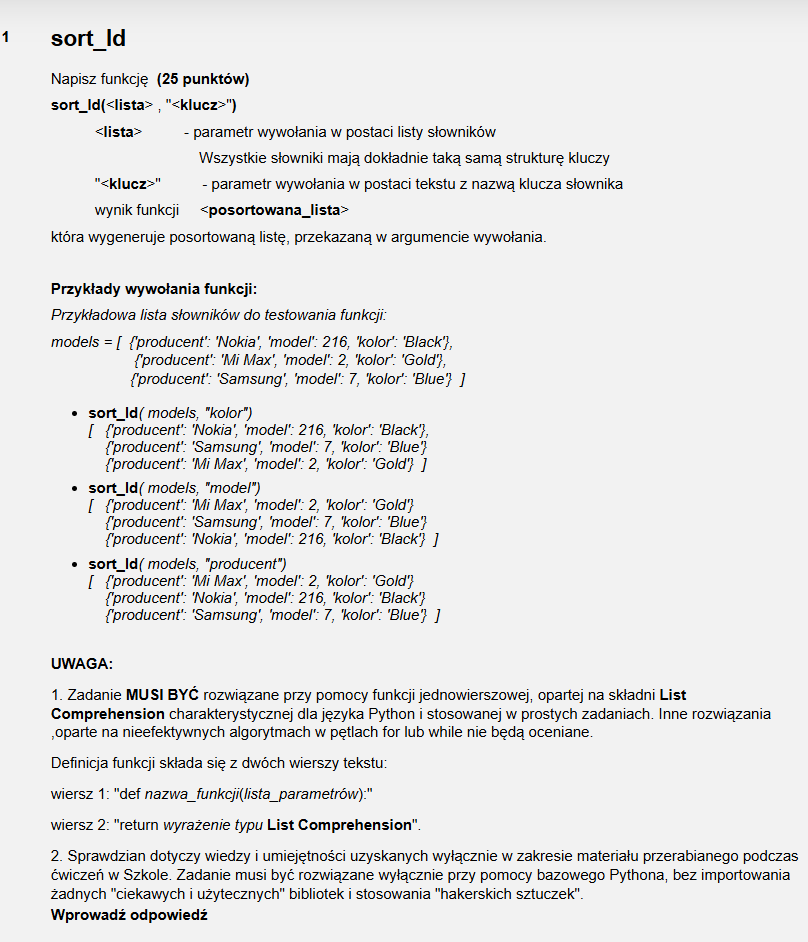 1 sort_ld
Napisz funkcję (25 punktów)
sort_ld(<lista> , "<klucz>")
<lista> - parametr wywołania w postaci listy słowników
Wszystkie słowniki mają dokładnie taką samą strukturę kluczy
"<klucz>" - parametr wywołania w postaci tekstu z nazwą klucza słownika
wynik funkcji <posortowana_lista>
która wygeneruje posortowaną listę, przekazaną w argumencie wywołania.
Przykłady wywołania funkcji:
Przykładowa lista słowników do testowania funkcji:
models = [ {'producent': 'Nokia', 'model': 216, 'kolor': 'Black'},
{'producent': 'Mi Max', 'model': 2, 'kolor': 'Gold'},
{'producent': 'Samsung', 'model': 7, 'kolor': 'Blue'} ]
• sort_ld( models, "kolor")
[ {'producent': 'Nokia', 'model': 216, 'kolor': 'Black'},
{'producent': 'Samsung', 'model': 7, 'kolor': 'Blue'}
{'producent': 'Mi Max', 'model': 2, 'kolor': 'Gold'} ]
• sort_ld( models, "model")
[ {'producent': 'Mi Max', 'model': 2, 'kolor': 'Gold'}
{'producent': 'Samsung', 'model': 7, 'kolor': 'Blue'}
{'producent': 'Nokia', 'model': 216, 'kolor': 'Black'} ]
• sort_ld( models, "producent")
[ {'producent': 'Mi Max', 'model': 2, 'kolor': 'Gold'}
{'producent': 'Nokia', 'model': 216, 'kolor': 'Black'}
{'producent': 'Samsung', 'model': 7, 'kolor': 'Blue'} ]
UWAGA:
1. Zadanie MUSI BYĆ rozwiązane przy pomocy funkcji jednowierszowej, opartej na składni List
Comprehension charakterystycznej dla języka Python i stosowanej w prostych zadaniach. Inne rozwiązania
,oparte na nieefektywnych algorytmach w pętlach for lub while nie będą oceniane.
Definicja funkcji składa się z dwóch wierszy tekstu:
wiersz 1: "def nazwa_funkcji(lista_parametrów):"
wiersz 2: "return wyrażenie typu List Comprehension".
2. Sprawdzian dotyczy wiedzy i umiejętności uzyskanych wyłącznie w zakresie materiału przerabianego podczas
ćwiczeń w Szkole. Zadanie musi być rozwiązane wyłącznie przy pomocy bazowego Pythona, bez importowania
żadnych "ciekawych i użytecznych" bibliotek i stosowania "hakerskich sztuczek".
Wprowadź odpowiedź